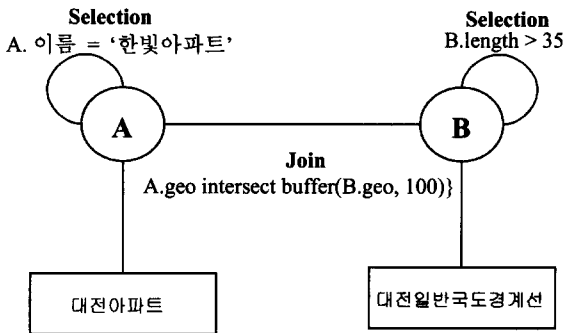 Selection
A. 이름 = ‘한빛아파트’
Selection
B.length > 35
A
B
Join
A.geo intersect buffer(B.geo, 100)}
대전아파트
대전일반국도경계선